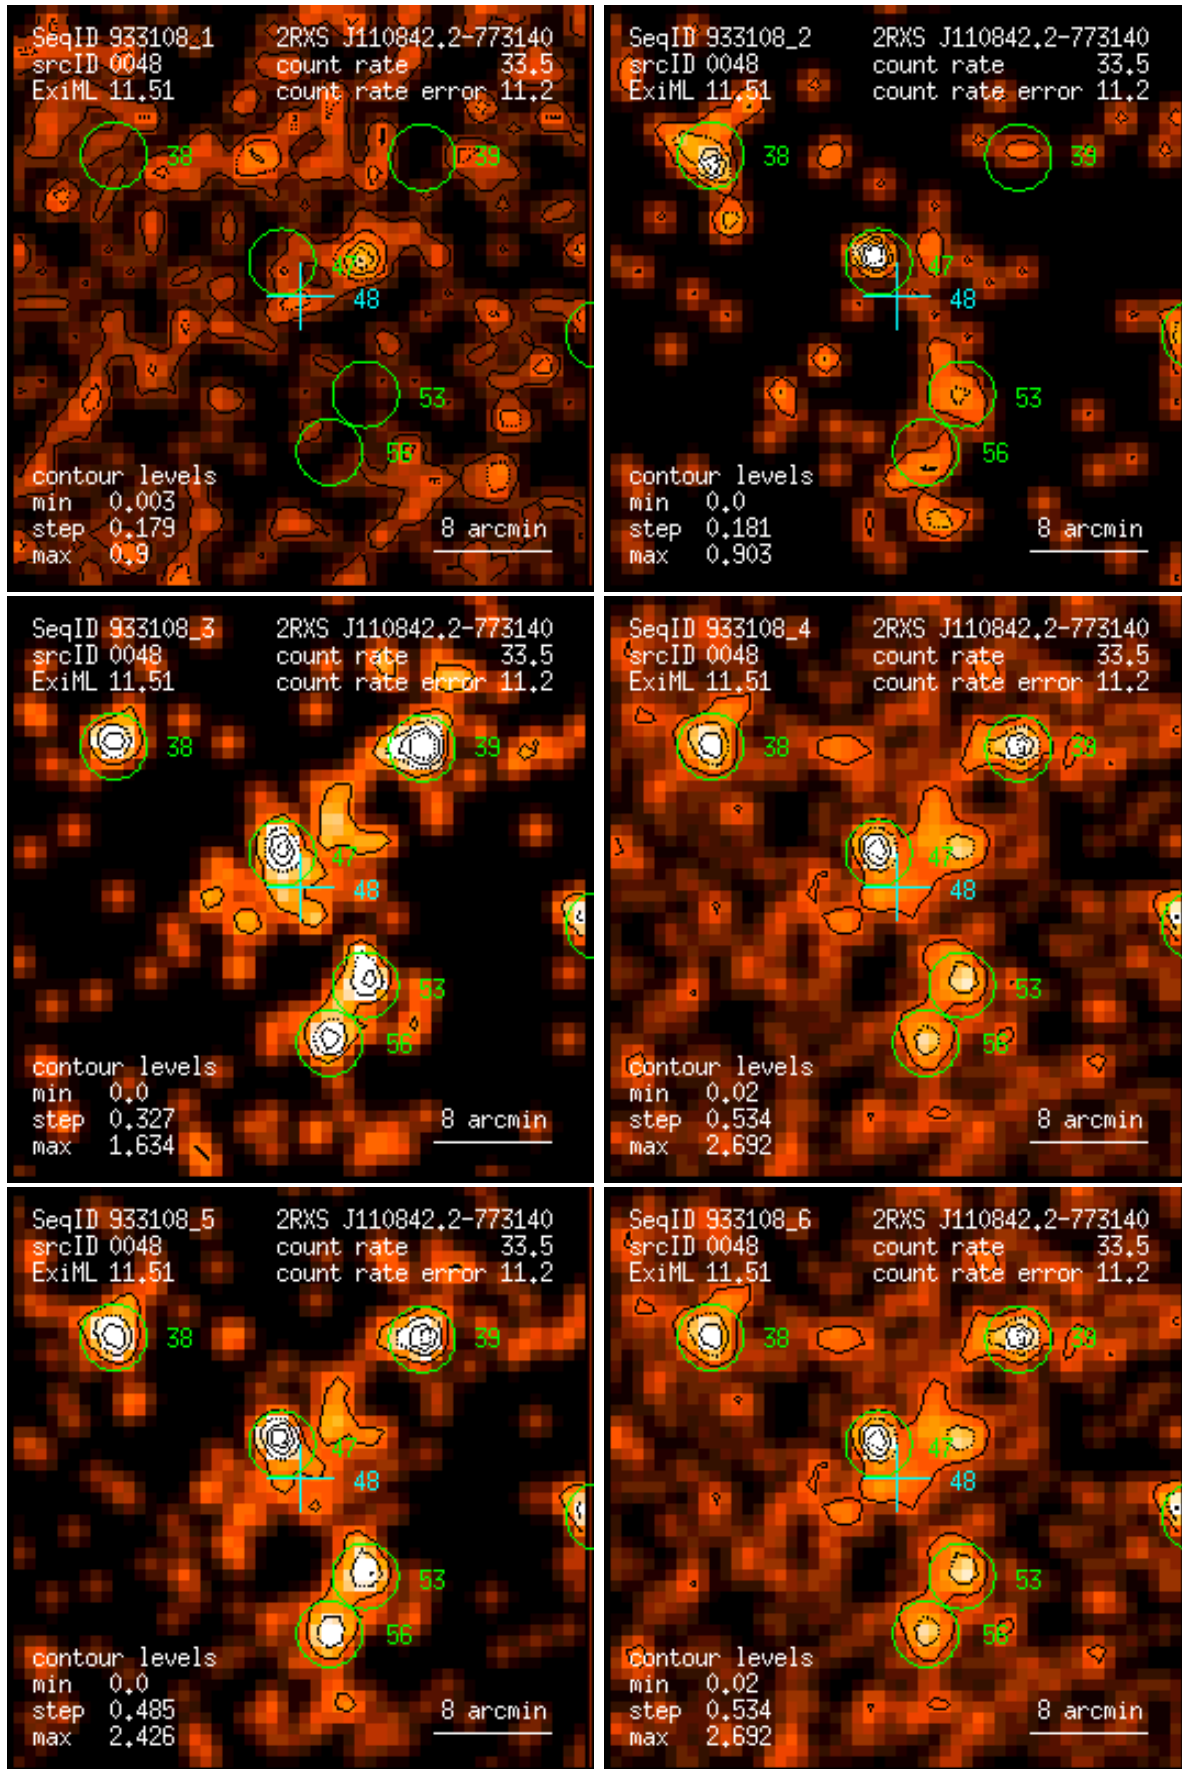 SeqID 933108_1 2RXS J110842.2-773140
srcID 0048 count rate 33.5
ExiML 11.51 count rate error 11.2
38 39
47
48
53
56
contour levels
min 0.003
step 0.179 8 arcmin
max 0.9
SeqID 933108_2 2RXS J110842.2-773140
srcID 0048 count rate 33.5
ExiML 11.51 count rate error 11.2
38 39
47
48
53
56
contour levels
min 0.0
step 0.181 8 arcmin
max 0.903
SeqID 933108_3 2RXS J110842.2-773140
srcID 0048 count rate 33.5
ExiML 11.51 count rate error 11.2
38 39
47
48
53
56
contour levels
min 0.0
step 0.327 8 arcmin
max 1.634
SeqID 933108_4 2RXS J110842.2-773140
srcID 0048 count rate 33.5
ExiML 11.51 count rate error 11.2
38 39
47
48
53
56
contour levels
min 0.02
step 0.534 8 arcmin
max 2.692
SeqID 933108_5 2RXS J110842.2-773140
srcID 0048 count rate 33.5
ExiML 11.51 count rate error 11.2
38 39
47
48
53
56
contour levels
min 0.0
step 0.485 8 arcmin
max 2.426
SeqID 933108_6 2RXS J110842.2-773140
srcID 0048 count rate 33.5
ExiML 11.51 count rate error 11.2
38 39
47
48
53
56
contour levels
min 0.02
step 0.534 8 arcmin
max 2.692